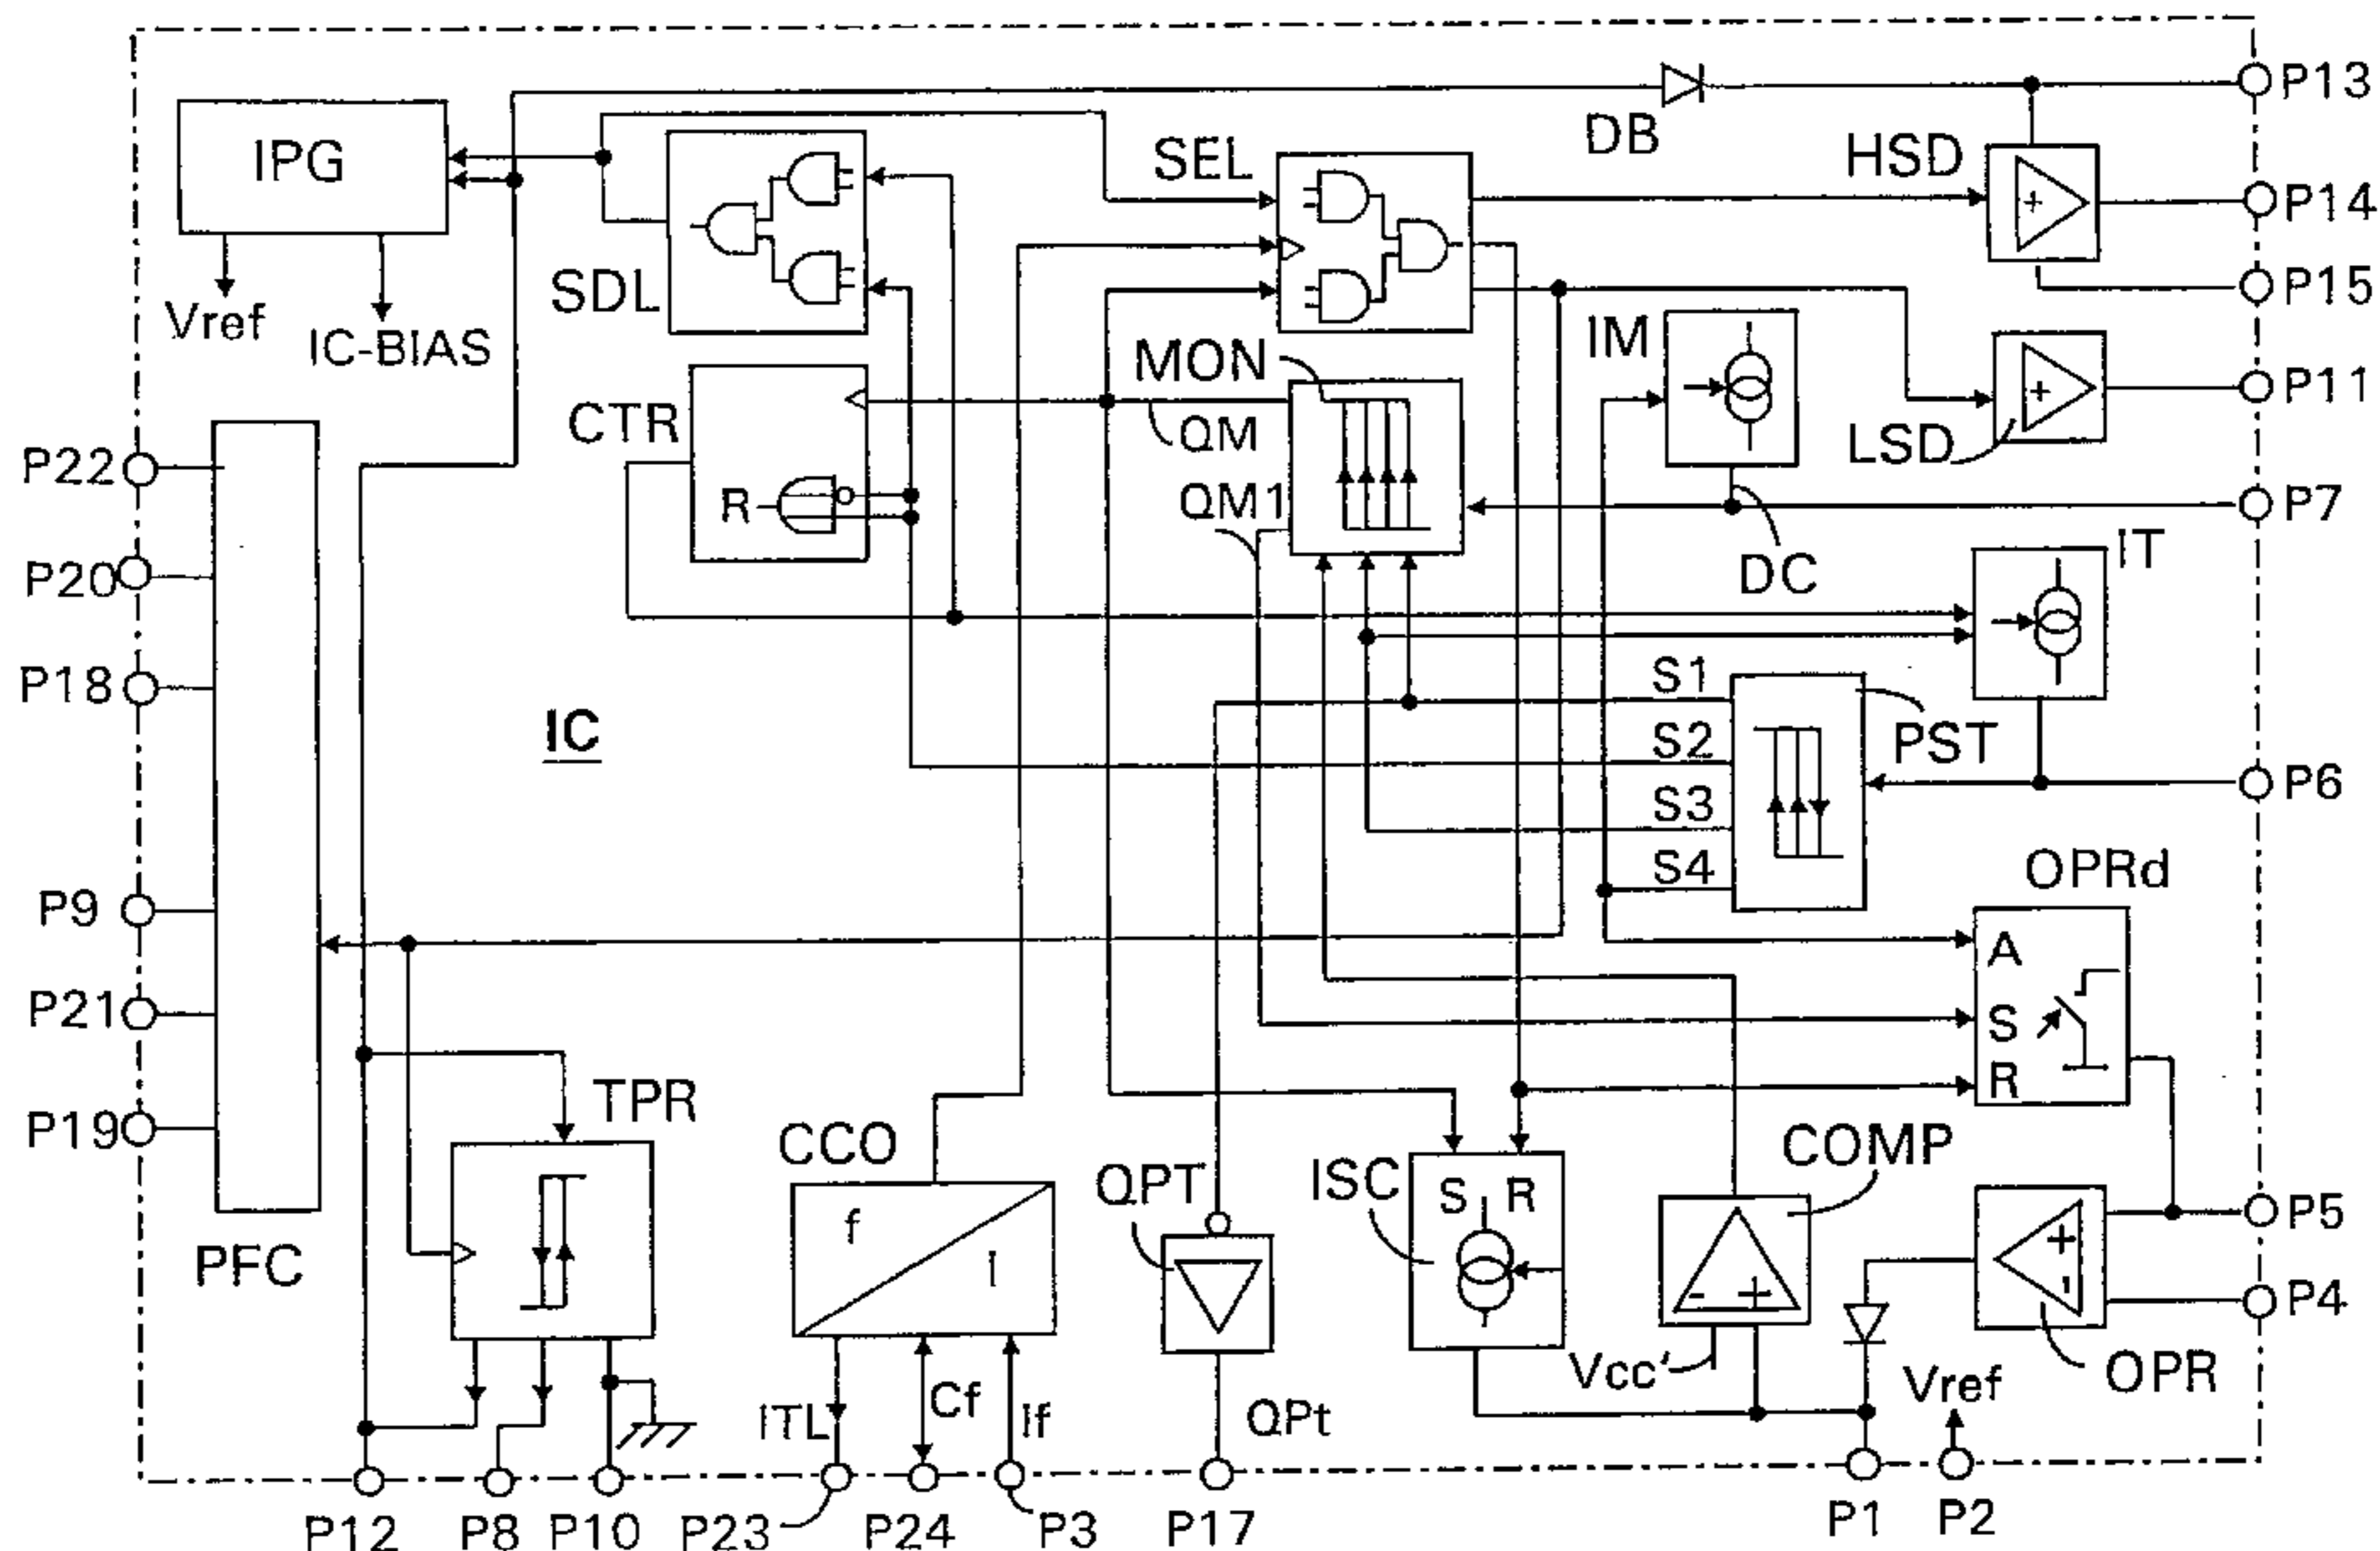 P13
DB
HSD
IPG
SEL
+
P14
SDL
P15
Vref
IC-BIAS
IM
MON
P11
+
CTR
QM
LSD
P22
QM1
R
P7
IT
DC
P20
S1
P18
IC
S2
PST
S3
P6
S4
OPRd
P9
A
P21
S
R
TPR
P19
CCO
COMP
QPT
ISC
S R
P5
f
I
PFC
+
-
- +
P4
Vcc'
OPR
Vref
ITL
Cf
If
QPt
P12
P8
P10
P23
P24
P3
P17
P1
P2